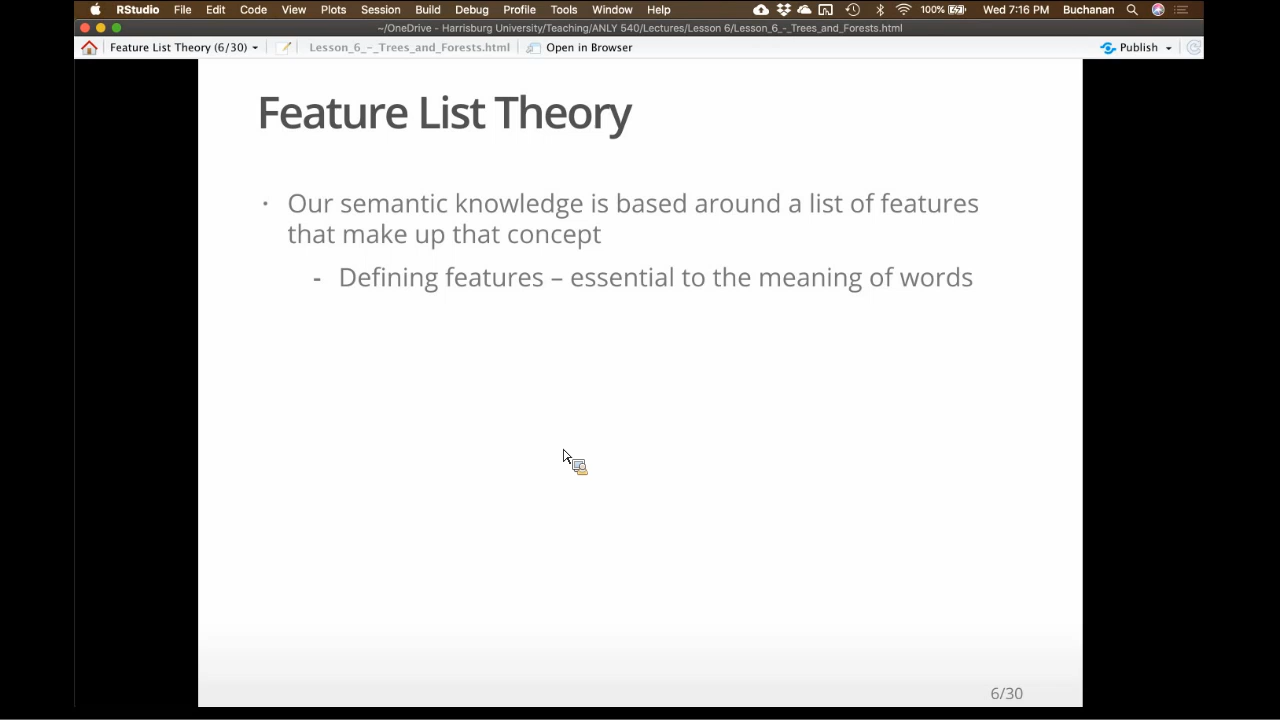 RStudio File Edit Code View Plots Session Build Debug Profile Tools Window Help 100% Wed 7:16 PM Buchanan
~/OneDrive - Harrisburg University/Teaching/ANLY 540/Lectures/Lesson 6/Lesson_6_-_Trees_and_Forests.html
Feature List Theory (6/30) Lesson_6_-_Trees_and_Forests.html Open in Browser Publish
Feature List Theory
· Our semantic knowledge is based around a list of features
that make up that concept
- Defining features – essential to the meaning of words
6/30